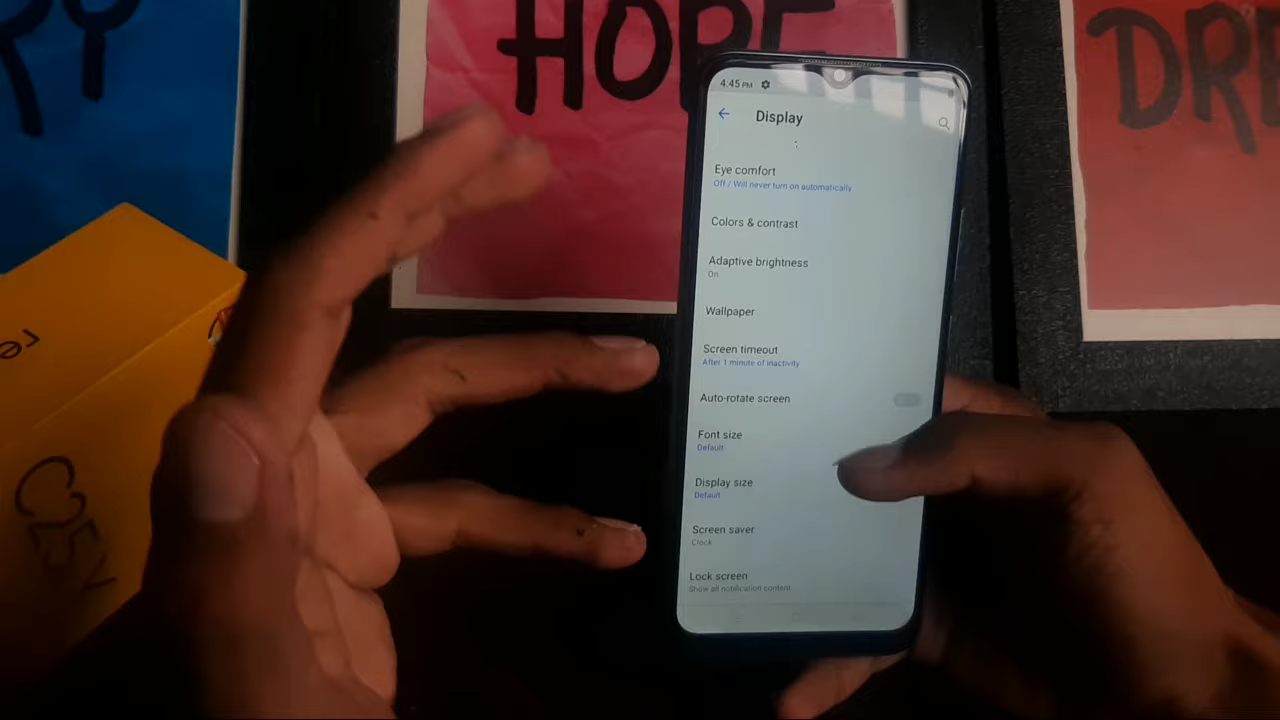 HOPE
DRE
4:45 PM
Display
Eye comfort
Off / Will never turn on automatically
Colors & contrast
Adaptive brightness
On
Wallpaper
Screen timeout
After 1 minute of inactivity
Auto-rotate screen
Font size
Default
Display size
Default
Screen saver
Clock
Lock screen
Show all notification content
re
C25Y